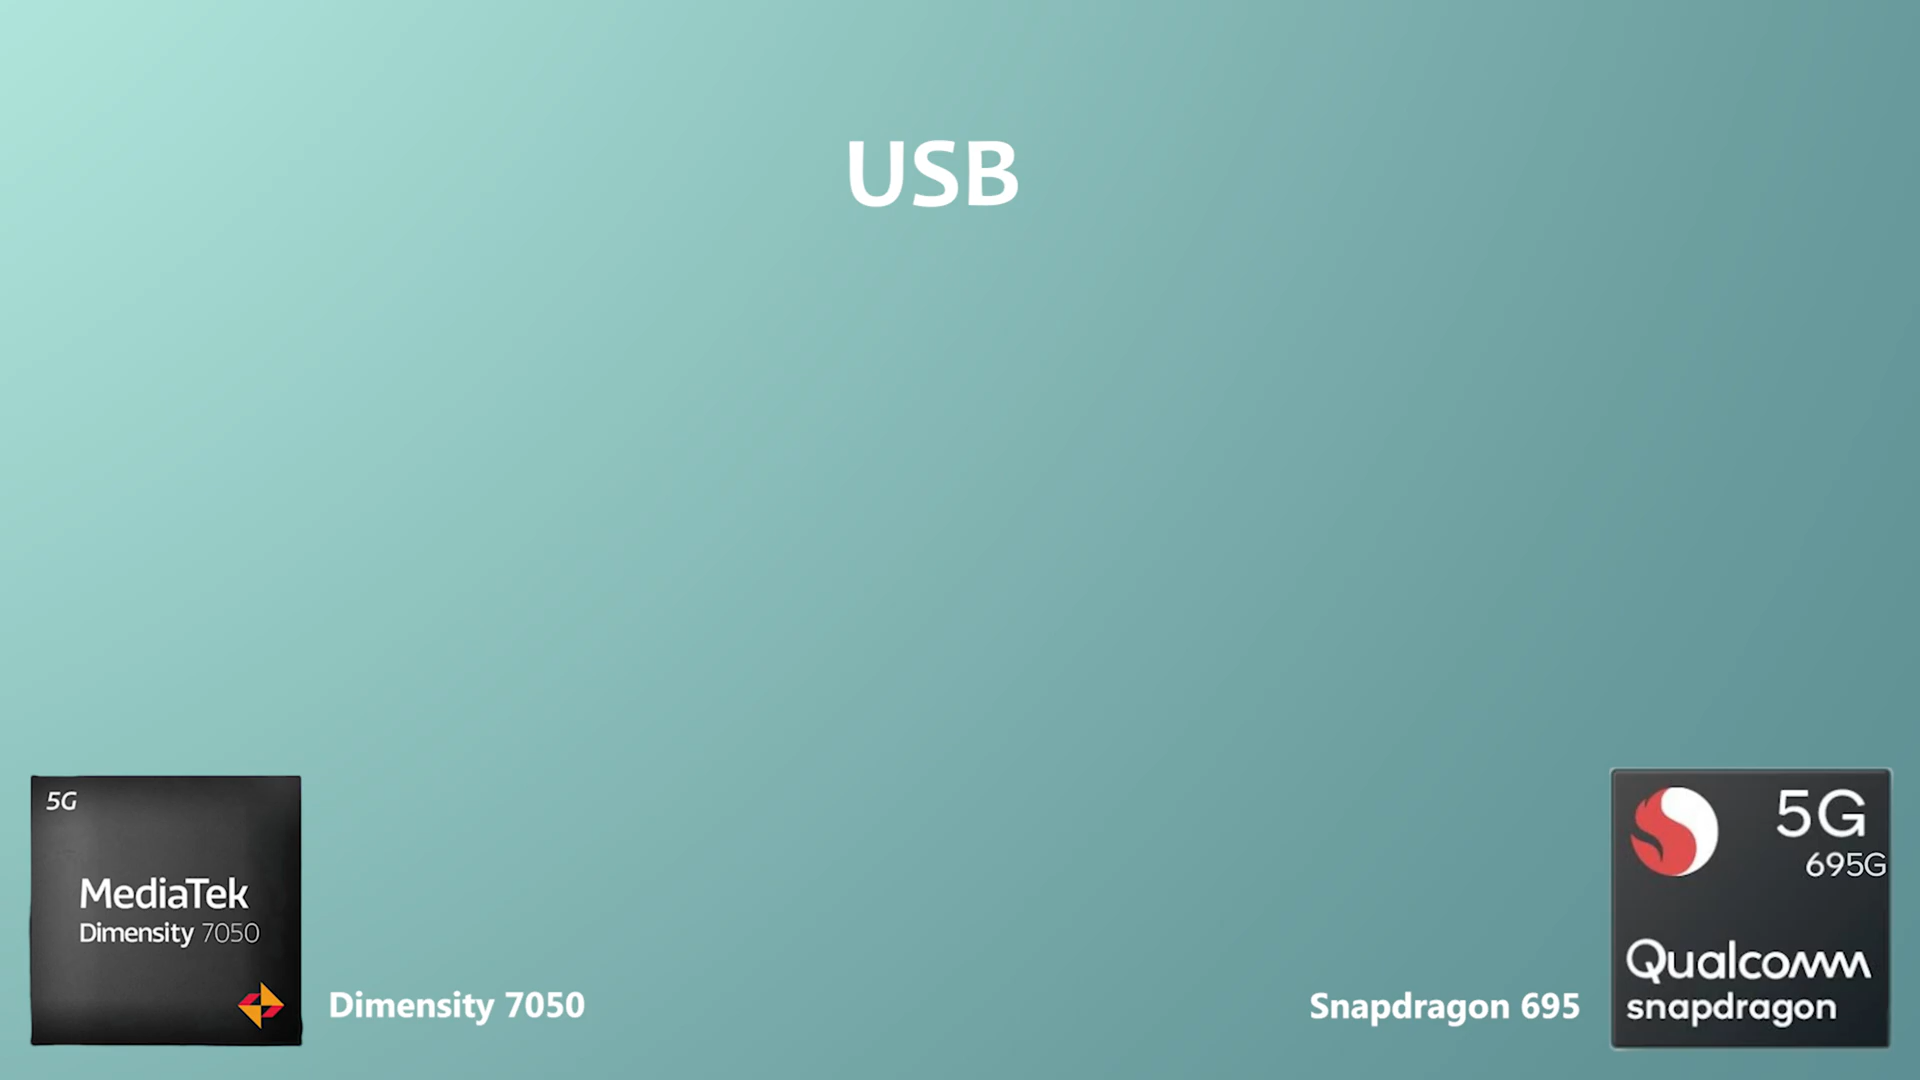 USB
5G
MediaTek
Dimensity 7050
Dimensity 7050
Snapdragon 695
5G
695G
Qualcomm
snapdragon